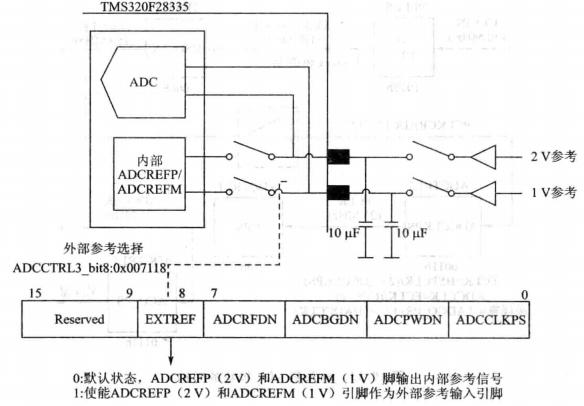 TMS320F28335
ADC
内部
ADCREFP/
ADCREFM
2 V参考
1 V参考
10 μF
10 μF
外部参考选择
ADCCTRL3_bit8:0x007118
15 9 8 7 0
Reserved EXTREF ADCRFDN ADCBGDN ADCPWDN ADCCLKPS
0:默认状态，ADCREFP（2 V）和ADCREFM（1 V）脚输出内部参考信号
1:使能ADCREFP（2 V）和ADCREFM（1 V）引脚作为外部参考输入引脚